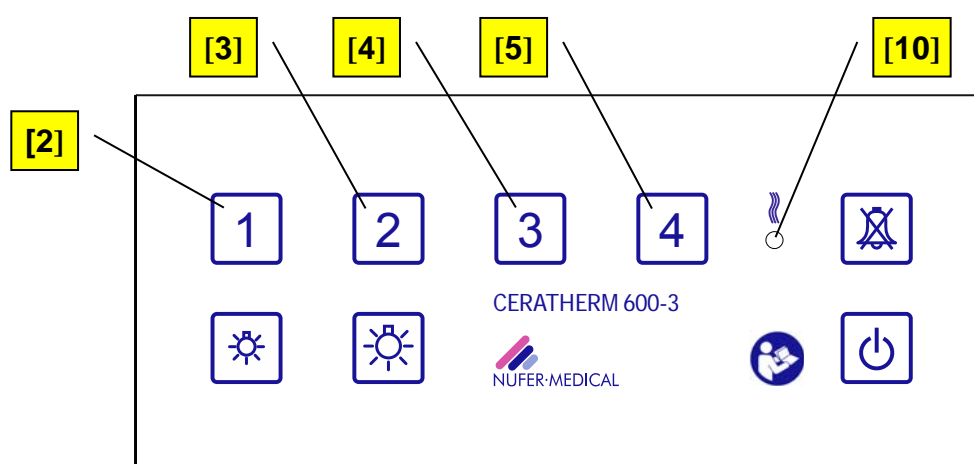 [3] [4] [5] [10]
[2]
1 2 3 4
CERATHERM 600-3
NUFER·MEDICAL